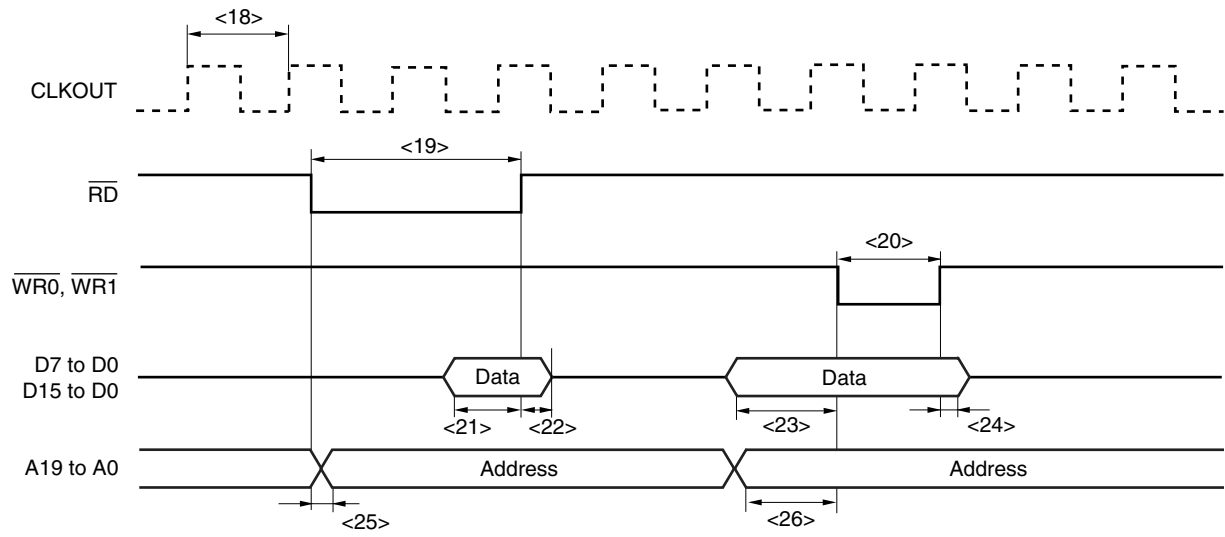 <18>
CLKOUT
<19>
RD
<20>
WR0, WR1
D7 to D0
D15 to D0
Data
Data
<21>
<22>
<23>
<24>
A19 to A0
Address
Address
<25>
<26>